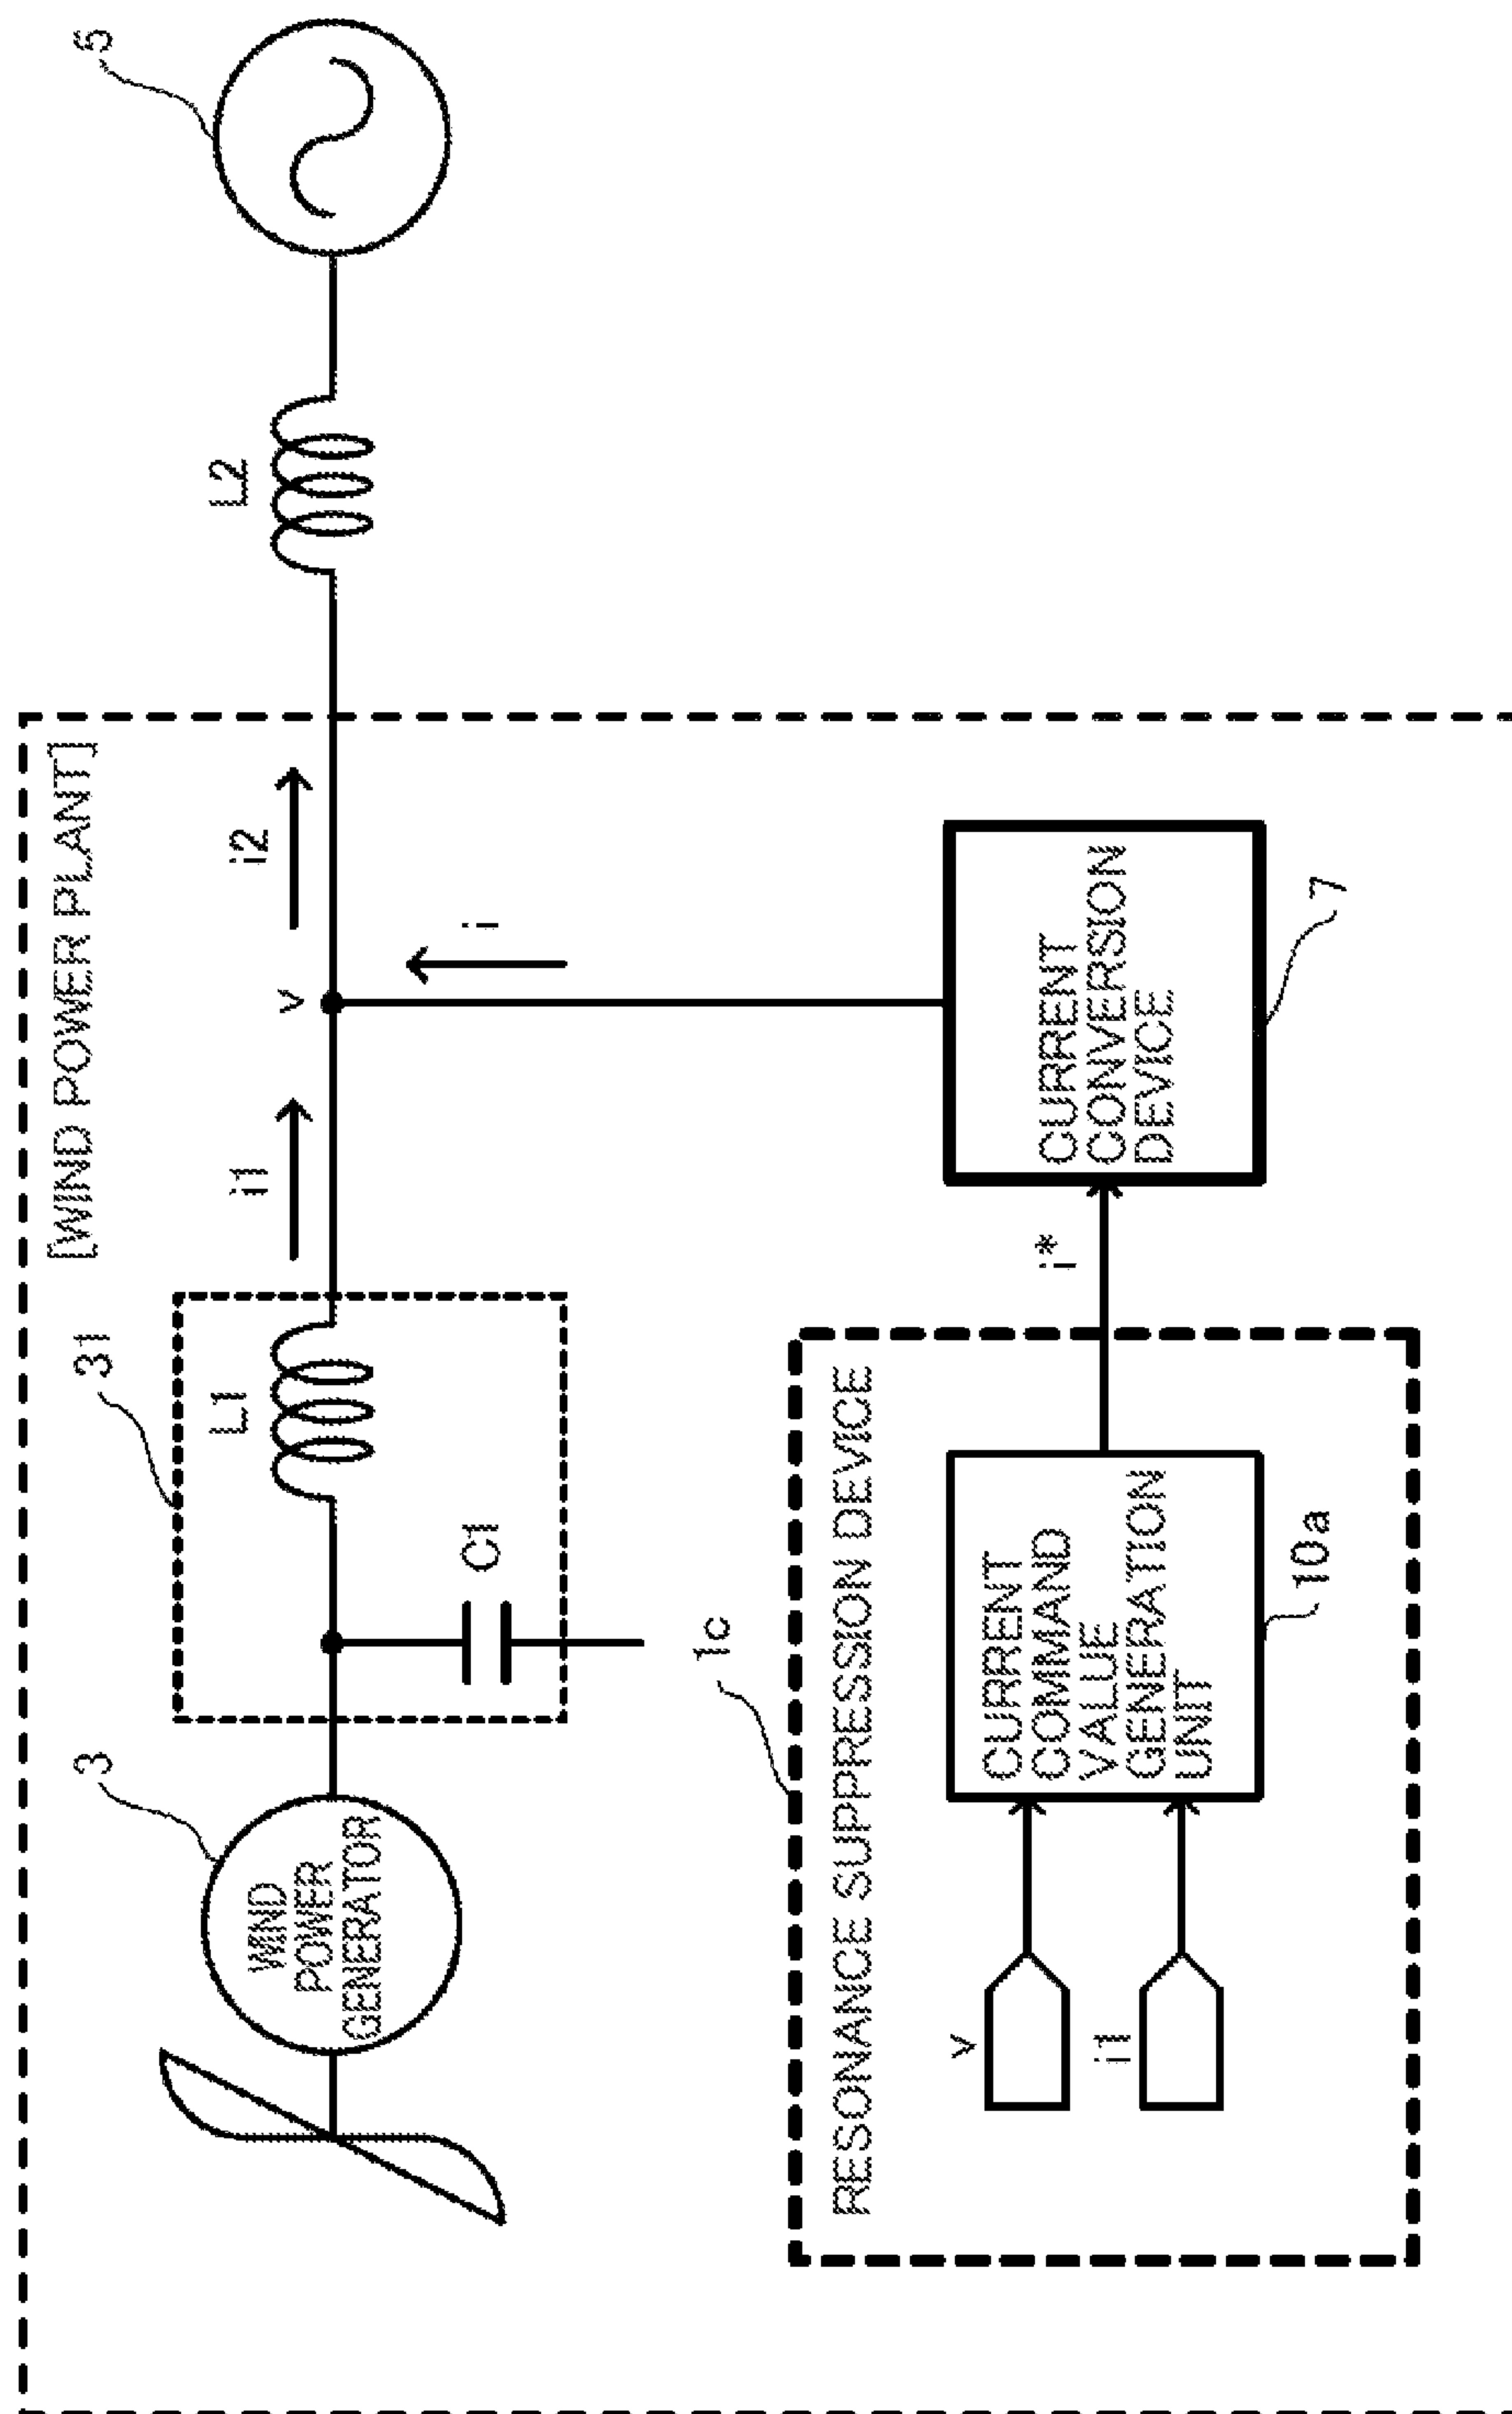 [WIND POWER PLANT]
3
31
5
WIND
POWER
GENERATOR
L1
C1
i1
v
i2
L2
i
1c
RESONANCE SUPPRESSION DEVICE
v
i1
CURRENT
COMMAND
VALUE
GENERATION
UNIT
10a
i*
CURRENT
CONVERSION
DEVICE
7